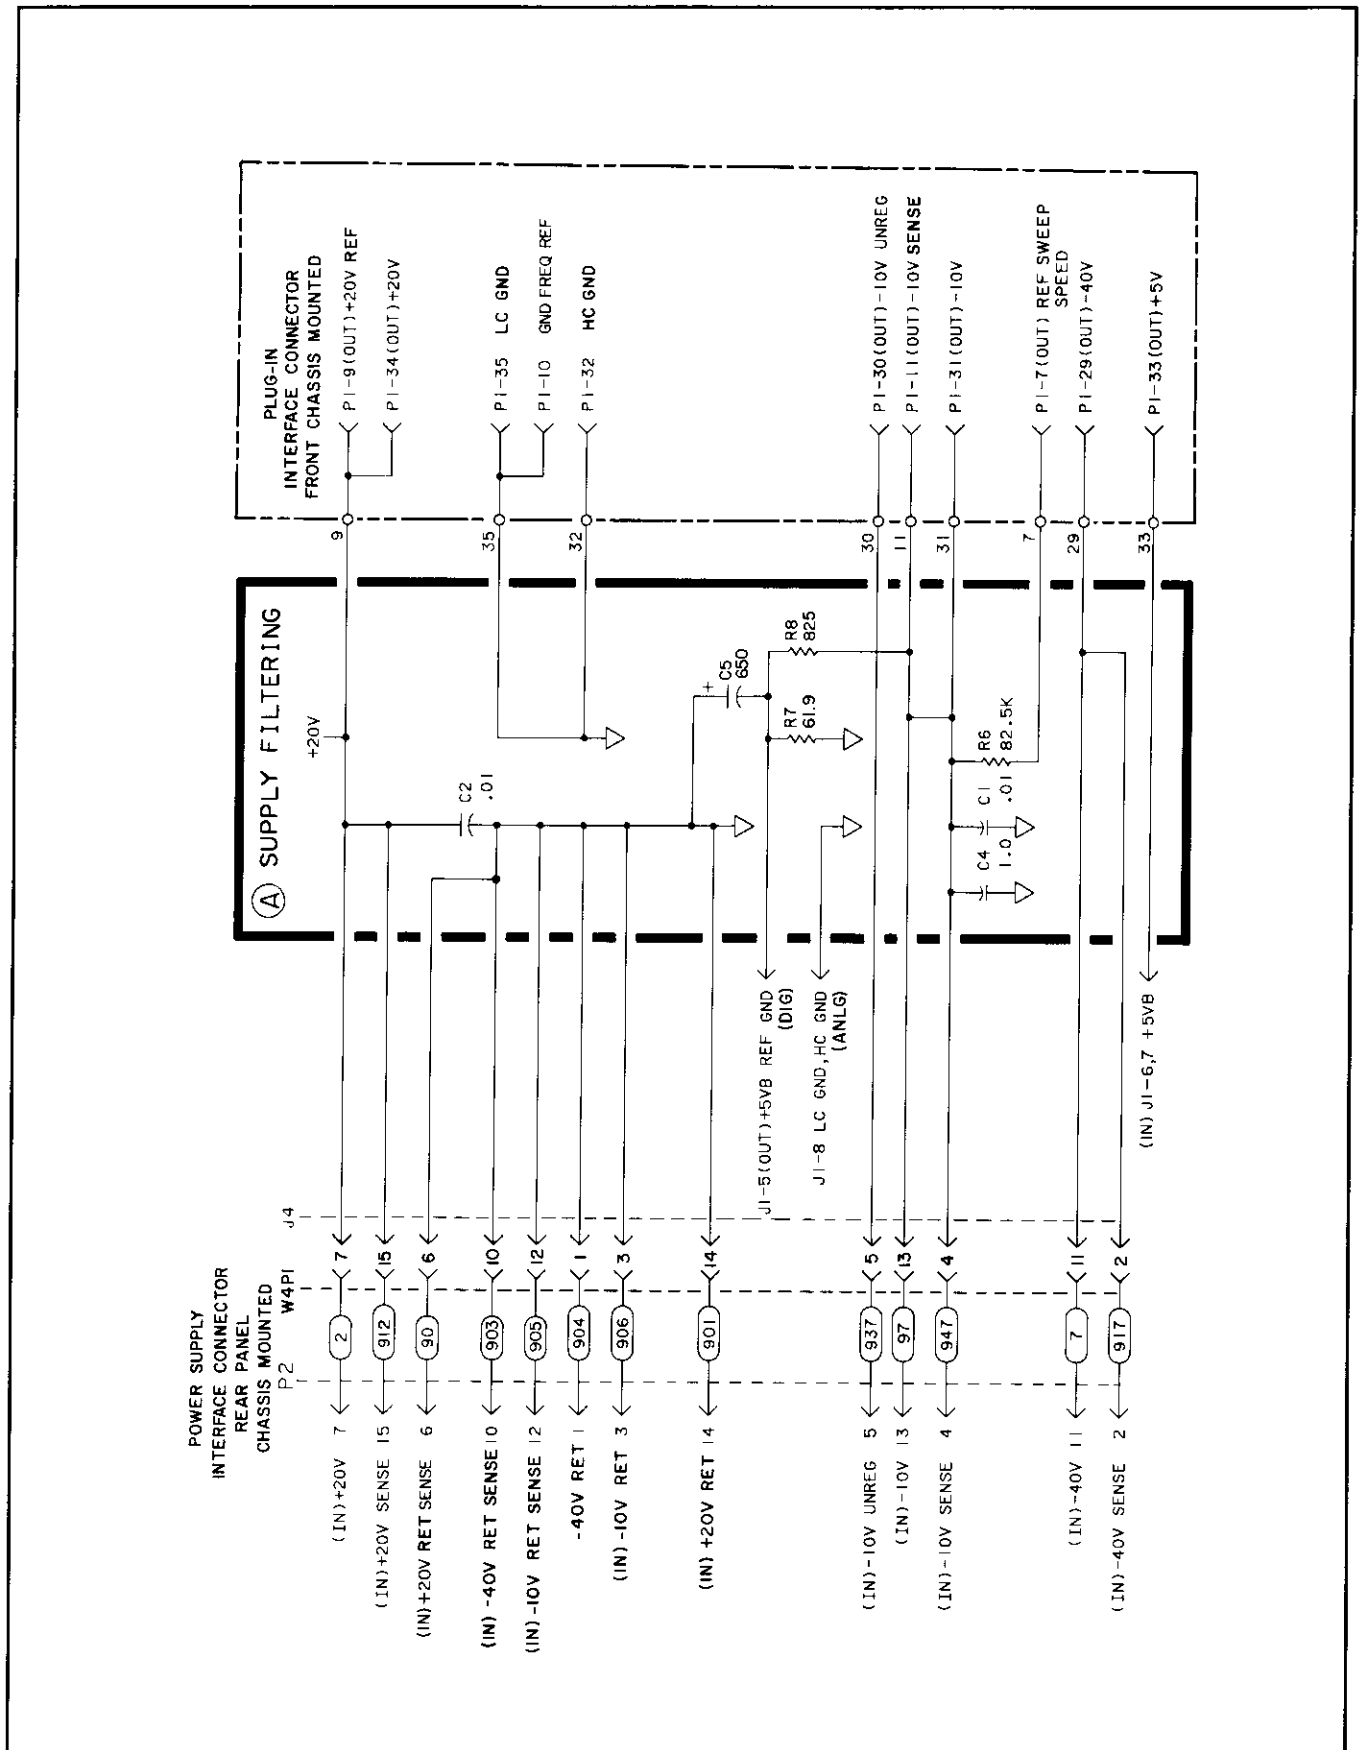 POWER SUPPLY
INTERFACE CONNECTOR
REAR PANEL
CHASSIS MOUNTED
P2
W4P1
J4
(IN)+20V 7
2
7
(IN)+20V SENSE 15
912
15
(IN)+20V RET SENSE 6
90
6
(IN) -40V RET SENSE 10
903
10
(IN) -10V RET SENSE 12
905
12
-40V RET 1
904
1
(IN) -10V RET 3
906
3
(IN) +20V RET 14
901
14
(IN)-10V UNREG 5
937
5
(IN)-10V 13
97
13
(IN)-10V SENSE 4
947
4
(IN)-40V 11
7
11
(IN)-40V SENSE 2
917
2
A SUPPLY FILTERING
+20V
C2
.01
C5
650
+
R7
61.9
R8
825
R6
82.5K
C1
.01
C4
1.0
J1-5(OUT)+5VB REF GND
(DIG)
J1-8 LC GND, HC GND
(ANLG)
(IN) J1-6,7 +5VB
PLUG-IN
INTERFACE CONNECTOR
FRONT CHASSIS MOUNTED
9
P1-9(OUT)+20V REF
P1-34(OUT)+20V
35
P1-35 LC GND
P1-10 GND FREQ REF
32
P1-32 HC GND
30
P1-30(OUT)-10V UNREG
11
P1-11(OUT)-10V SENSE
31
P1-31(OUT)-10V
7
P1-7(OUT) REF SWEEP
SPEED
29
P1-29(OUT)-40V
33
P1-33(OUT)+5V